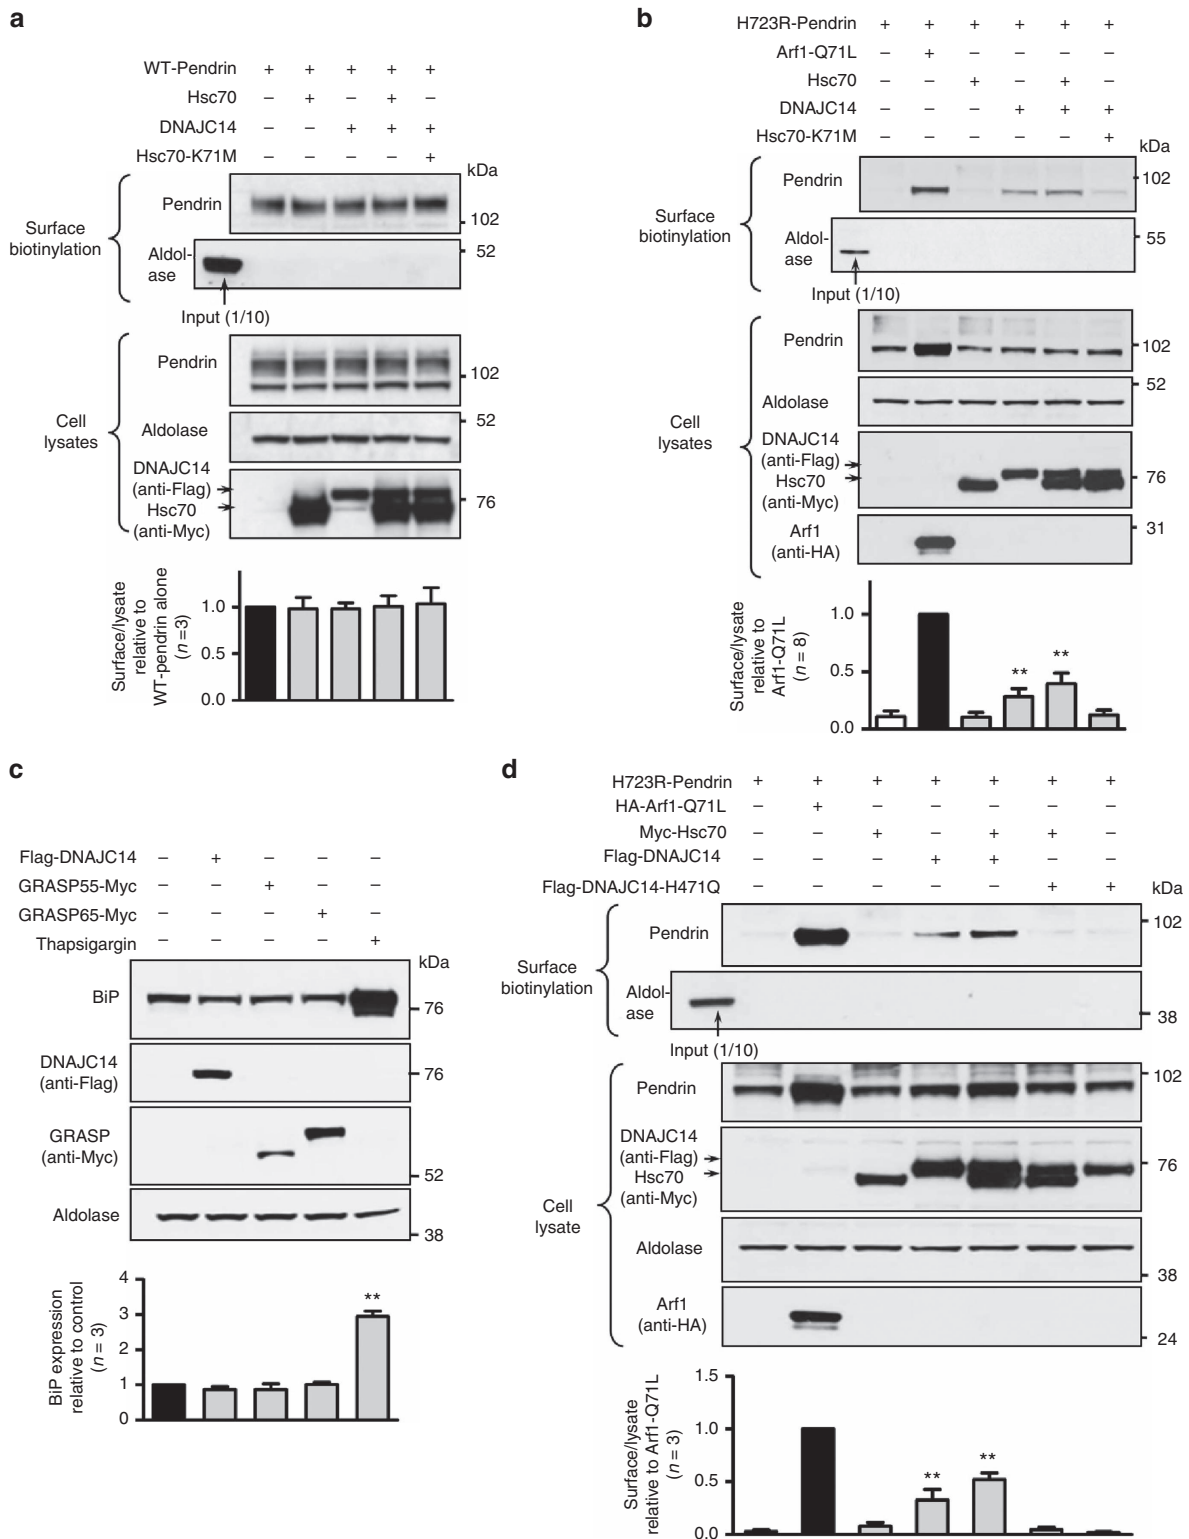 a
WT-Pendrin + + + + +
Hsc70 – + – + –
DNAJC14 – – + + +
Hsc70-K71M – – – – +
kDa
Surface
biotinylation
Pendrin
102
Aldol-
ase
52
Input (1/10)
Cell
lysates
Pendrin
102
Aldolase
52
DNAJC14
(anti-Flag)
Hsc70
(anti-Myc)
76
Surface/lysate
relative to
WT-pendrin alone
(n=3)
1.0
0.5
0.0
b
H723R-Pendrin + + + + + +
Arf1-Q71L – + – – – –
Hsc70 – – + – + –
DNAJC14 – – – + + +
Hsc70-K71M – – – – – +
kDa
Surface
biotinylation
Pendrin
102
Aldol-
ase
55
Input (1/10)
Cell
lysates
Pendrin
102
Aldolase
52
DNAJC14
(anti-Flag)
Hsc70
(anti-Myc)
76
Arf1
(anti-HA)
31
Surface/lysate
relative to
Arf1-Q71L
(n = 8)
1.0
0.5
0.0
** **
c
Flag-DNAJC14 – + – – –
GRASP55-Myc – – + – –
GRASP65-Myc – – – + –
Thapsigargin – – – – +
kDa
BiP
76
DNAJC14
(anti-Flag)
76
GRASP
(anti-Myc)
52
Aldolase
38
BiP expression
relative to control
(n = 3)
4
3
2
1
0
**
d
H723R-Pendrin + + + + + + +
HA-Arf1-Q71L – + – – – – –
Myc-Hsc70 – – + – + + –
Flag-DNAJC14 – – – + + – –
Flag-DNAJC14-H471Q – – – – – + +
kDa
Surface
biotinylation
Pendrin
102
Aldol-
ase
38
Input (1/10)
Cell
lysate
Pendrin
102
DNAJC14
(anti-Flag)
Hsc70
(anti-Myc)
76
Aldolase
38
Arf1
(anti-HA)
24
Surface/lysate
relative to Arf1-Q71L
(n = 3)
1.5
1.0
0.5
0.0
** **